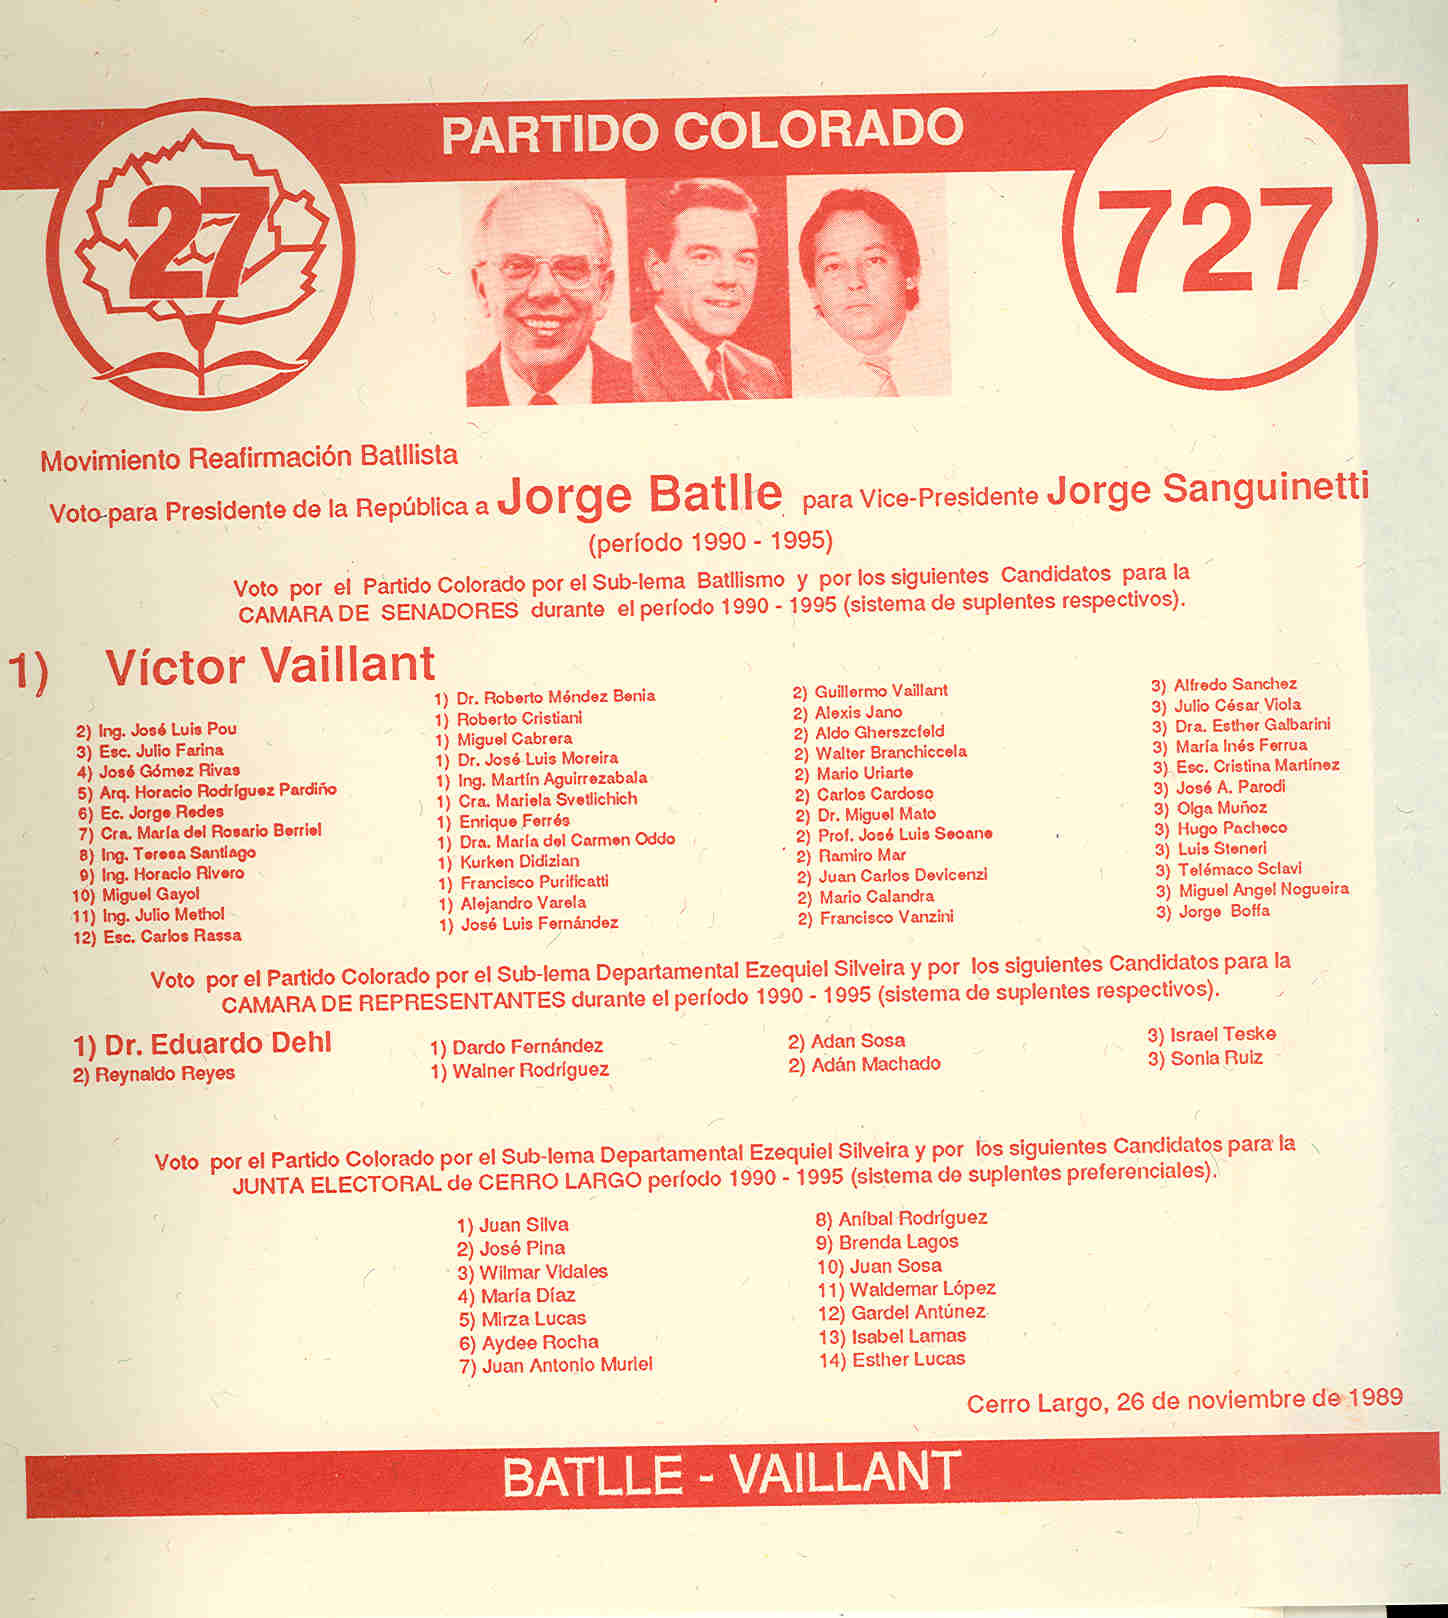 PARTIDO COLORADO
27
727
Movimiento Reafirmación Batllista
Voto para Presidente de la República a Jorge Batlle para Vice-Presidente Jorge Sanguinetti
(período 1990 - 1995)
Voto por el Partido Colorado por el Sub-lema Batllismo y por los siguientes Candidatos para la
CAMARA DE SENADORES durante el período 1990 - 1995 (sistema de suplentes respectivos).
1) Víctor Vaillant
1) Dr. Roberto Méndez Benia 2) Guillermo Vaillant 3) Alfredo Sanchez
2) Ing. José Luis Pou 1) Roberto Cristiani 2) Alexis Jano 3) Julio César Viola
3) Esc. Julio Farina 1) Miguel Cabrera 2) Aldo Gherszcfeld 3) Dra. Esther Galbarini
4) José Gómez Rivas 1) Dr. José Luis Moreira 2) Walter Branchiccela 3) María Inés Ferrua
5) Arq. Horacio Rodríguez Pardiño 1) Ing. Martín Aguirrezabala 2) Mario Uriarte 3) Esc. Cristina Martínez
6) Ec. Jorge Redes 1) Cra. Mariela Svetlichich 2) Carlos Cardoso 3) José A. Parodi
7) Cra. María del Rosario Berriel 1) Enrique Ferrés 2) Dr. Miguel Mato 3) Olga Muñoz
8) Ing. Teresa Santiago 1) Dra. María del Carmen Oddo 2) Prof. José Luis Seoane 3) Hugo Pacheco
9) Ing. Horacio Rivero 1) Kurken Didizian 2) Ramiro Mar 3) Luis Steneri
10) Miguel Gayol 1) Francisco Purificatti 2) Juan Carlos Devicenzi 3) Telémaco Sclavi
11) Ing. Julio Methol 1) Alejandro Varela 2) Mario Calandra 3) Miguel Angel Nogueira
12) Esc. Carlos Rassa 1) José Luis Fernández 2) Francisco Vanzini 3) Jorge Boffa
Voto por el Partido Colorado por el Sub-lema Departamental Ezequiel Silveira y por los siguientes Candidatos para la
CAMARA DE REPRESENTANTES durante el período 1990 - 1995 (sistema de suplentes respectivos).
1) Dr. Eduardo Dehl 1) Dardo Fernández 2) Adan Sosa 3) Israel Teske
2) Reynaldo Reyes 1) Walner Rodríguez 2) Adán Machado 3) Sonia Ruiz
Voto por el Partido Colorado por el Sub-lema Departamental Ezequiel Silveira y por los siguientes Candidatos para la
JUNTA ELECTORAL de CERRO LARGO período 1990 - 1995 (sistema de suplentes preferenciales).
1) Juan Silva 8) Aníbal Rodríguez
2) José Pina 9) Brenda Lagos
3) Wilmar Vidales 10) Juan Sosa
4) María Díaz 11) Waldemar López
5) Mirza Lucas 12) Gardel Antúnez
6) Aydee Rocha 13) Isabel Lamas
7) Juan Antonio Muriel 14) Esther Lucas
Cerro Largo, 26 de noviembre de 1989
BATLLE - VAILLANT